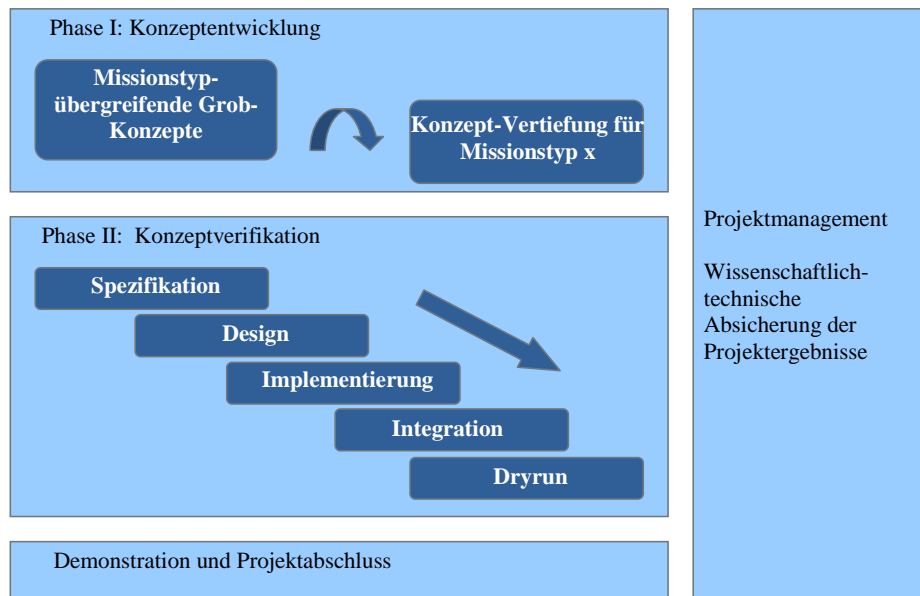 Phase I: Konzeptentwicklung
Missionstyp-
übergreifende Grob-
Konzepte
Konzept-Vertiefung für
Missionstyp x
Phase II:  Konzeptverifikation
Spezifikation
Design
Implementierung
Integration
Dryrun
Demonstration und Projektabschluss
Projektmanagement
Wissenschaftlich-
technische
Absicherung der
Projektergebnisse